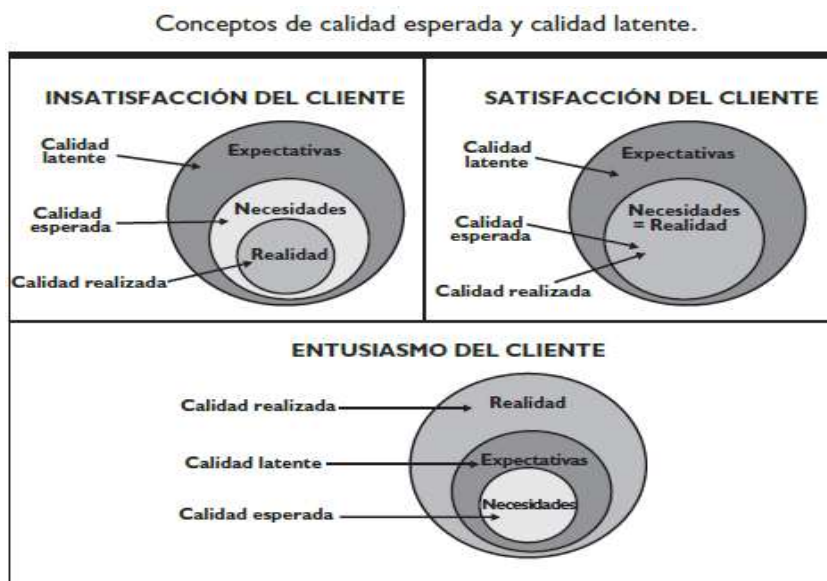 Conceptos de calidad esperada y calidad latente.
INSATISFACCIÓN DEL CLIENTE
Calidad
latente
Expectativas
Calidad
esperada
Necesidades
Realidad
Calidad realizada
SATISFACCIÓN DEL CLIENTE
Calidad
latente
Expectativas
Calidad
esperada
Necesidades
= Realidad
Calidad realizada
ENTUSIASMO DEL CLIENTE
Calidad realizada
Realidad
Calidad latente
Expectativas
Calidad esperada
Necesidades